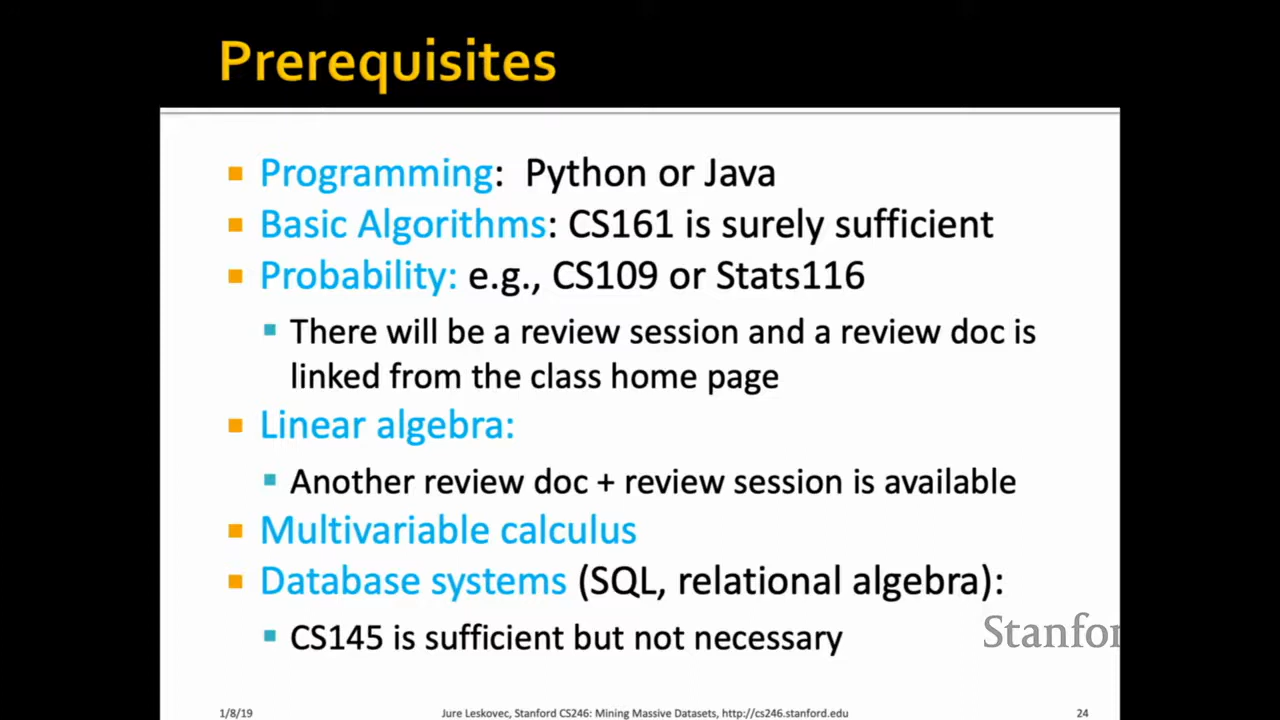 Prerequisites
Programming: Python or Java
Basic Algorithms: CS161 is surely sufficient
Probability: e.g., CS109 or Stats116
There will be a review session and a review doc is
linked from the class home page
Linear algebra:
Another review doc + review session is available
Multivariable calculus
Database systems (SQL, relational algebra):
CS145 is sufficient but not necessary
Stanfor
1/8/19 Jure Leskovec, Stanford CS246: Mining Massive Datasets, http://cs246.stanford.edu 24